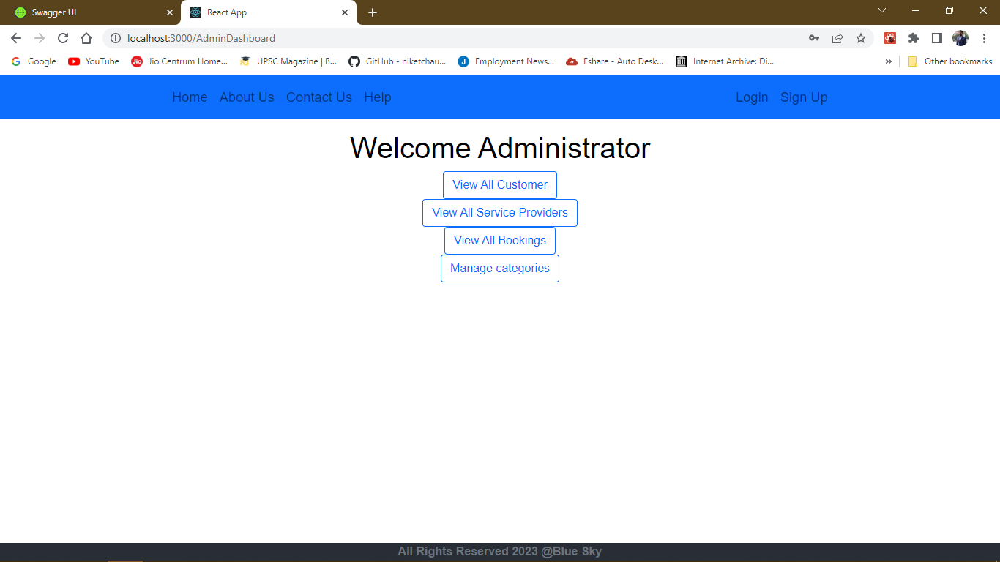 Swagger UI React App
localhost:3000/AdminDashboard
Google YouTube Jio Centrum Home... UPSC Magazine | B... GitHub - niketchau... Employment News... Fshare - Auto Desk... Internet Archive: Di... » Other bookmarks
Home About Us Contact Us Help Login Sign Up
Welcome Administrator
View All Customer
View All Service Providers
View All Bookings
Manage categories
All Rights Reserved 2023 @Blue Sky